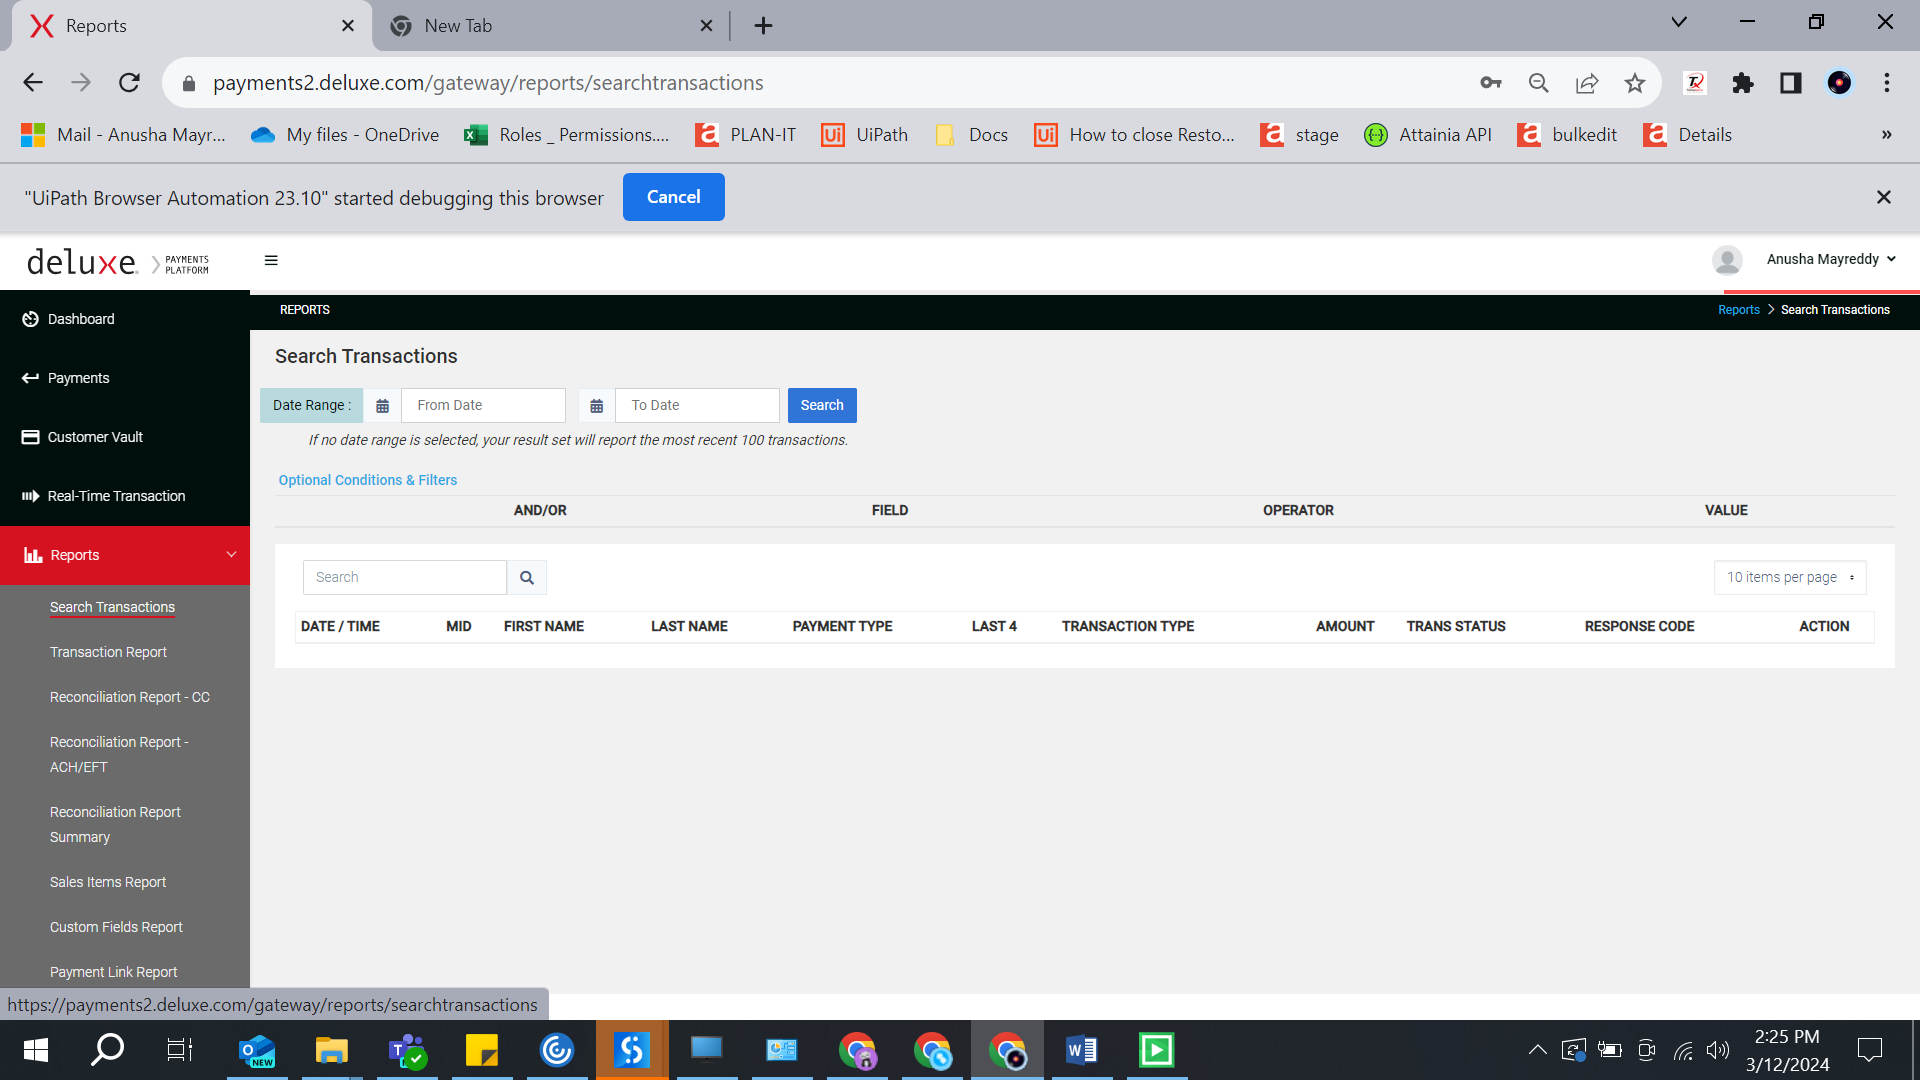 Reports
New Tab
payments2.deluxe.com/gateway/reports/searchtransactions
Mail - Anusha Mayr...
My files - OneDrive
Roles _ Permissions....
PLAN-IT
UiPath
Docs
How to close Resto...
stage
Attainia API
bulkedit
Details
»
"UiPath Browser Automation 23.10" started debugging this browser
Cancel
deluxe. PAYMENTS
PLATFORM
Anusha Mayreddy
Dashboard
Payments
Customer Vault
Real-Time Transaction
Reports
Search Transactions
Transaction Report
Reconciliation Report - CC
Reconciliation Report -
ACH/EFT
Reconciliation Report
Summary
Sales Items Report
Custom Fields Report
Payment Link Report
REPORTS
Reports > Search Transactions
Search Transactions
Date Range :
From Date
To Date
Search
If no date range is selected, your result set will report the most recent 100 transactions.
Optional Conditions & Filters
AND/OR FIELD OPERATOR VALUE
Search
10 items per page
DATE / TIME MID FIRST NAME LAST NAME PAYMENT TYPE LAST 4 TRANSACTION TYPE AMOUNT TRANS STATUS RESPONSE CODE ACTION
https://payments2.deluxe.com/gateway/reports/searchtransactions
NEW
2:25 PM
3/12/2024